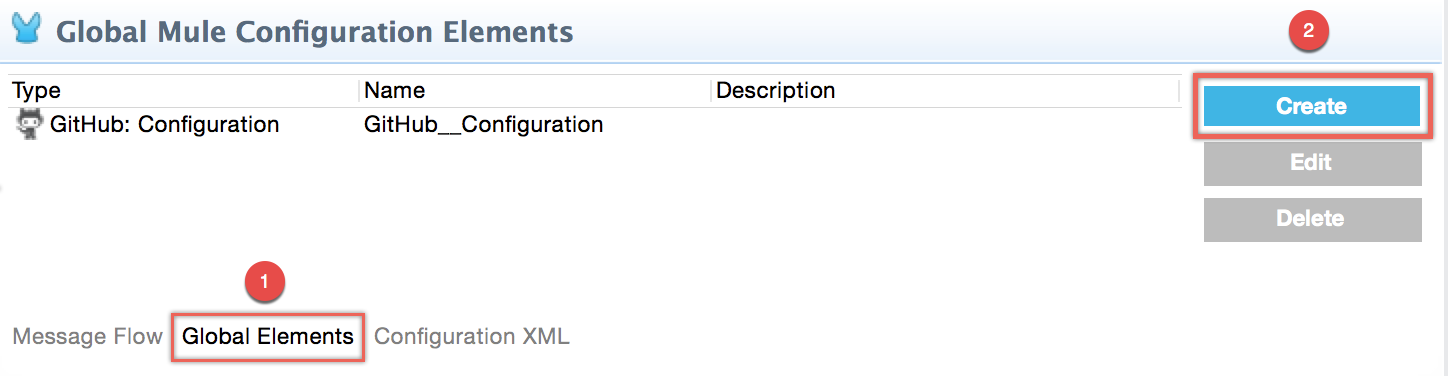 Global Mule Configuration Elements
2
Type Name Description
Create
GitHub: Configuration GitHub__Configuration
Edit
Delete
1
Message Flow Global Elements Configuration XML